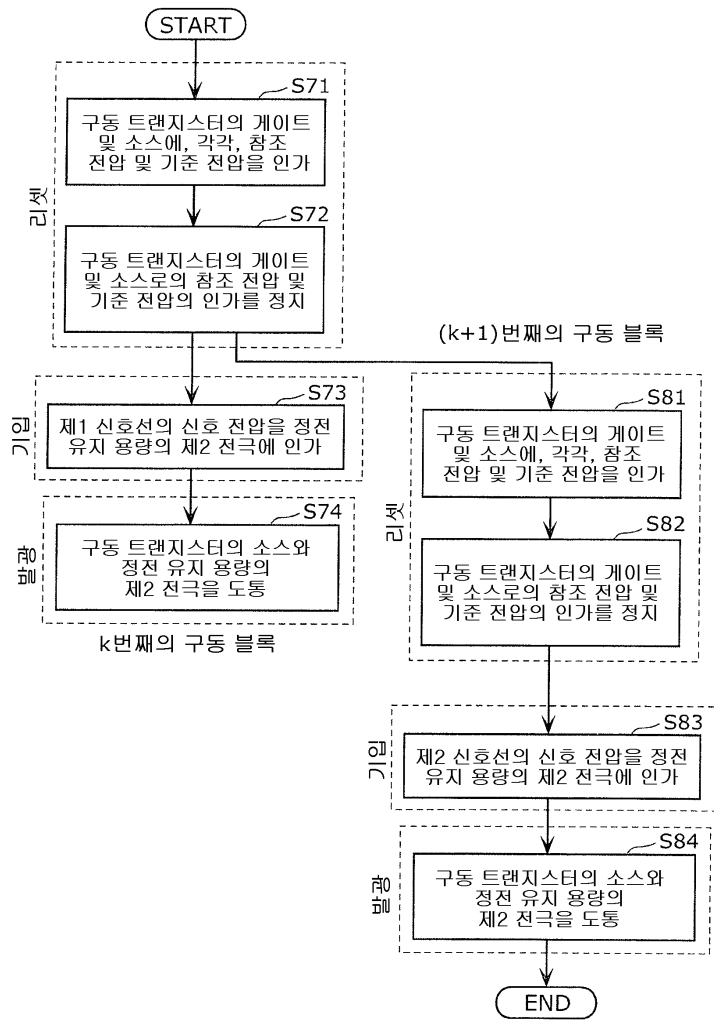 START
S71
구동 트랜지스터의 게이트
및 소스에, 각각, 참조
전압 및 기준 전압을 인가
리셋
S72
구동 트랜지스터의 게이트
및 소스로의 참조 전압 및
기준 전압의 인가를 정지
S73
기입
제1 신호선의 신호 전압을 정전
유지 용량의 제2 전극에 인가
S74
발광
구동 트랜지스터의 소스와
정전 유지 용량의
제2 전극을 도통
k번째의 구동 블록
(k+1)번째의 구동 블록
S81
구동 트랜지스터의 게이트
및 소스에, 각각, 참조
전압 및 기준 전압을 인가
리셋
S82
구동 트랜지스터의 게이트
및 소스로의 참조 전압 및
기준 전압의 인가를 정지
S83
기입
제2 신호선의 신호 전압을 정전
유지 용량의 제2 전극에 인가
S84
발광
구동 트랜지스터의 소스와
정전 유지 용량의
제2 전극을 도통
END